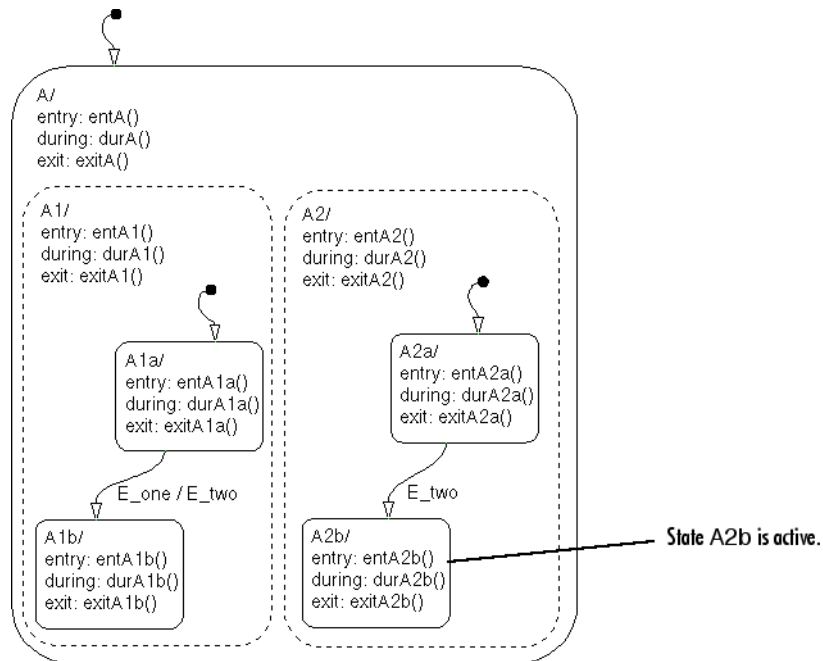 A/
entry: entA()
during: durA()
exit: exitA()
A1/
entry: entA1()
during: durA1()
exit: exitA1()
A2/
entry: entA2()
during: durA2()
exit: exitA2()
A1a/
entry: entA1a()
during: durA1a()
exit: exitA1a()
A2a/
entry: entA2a()
during: durA2a()
exit: exitA2a()
E_one / E_two
E_two
A1b/
entry: entA1b()
during: durA1b()
exit: exitA1b()
A2b/
entry: entA2b()
during: durA2b()
exit: exitA2b()
State A2b is active.